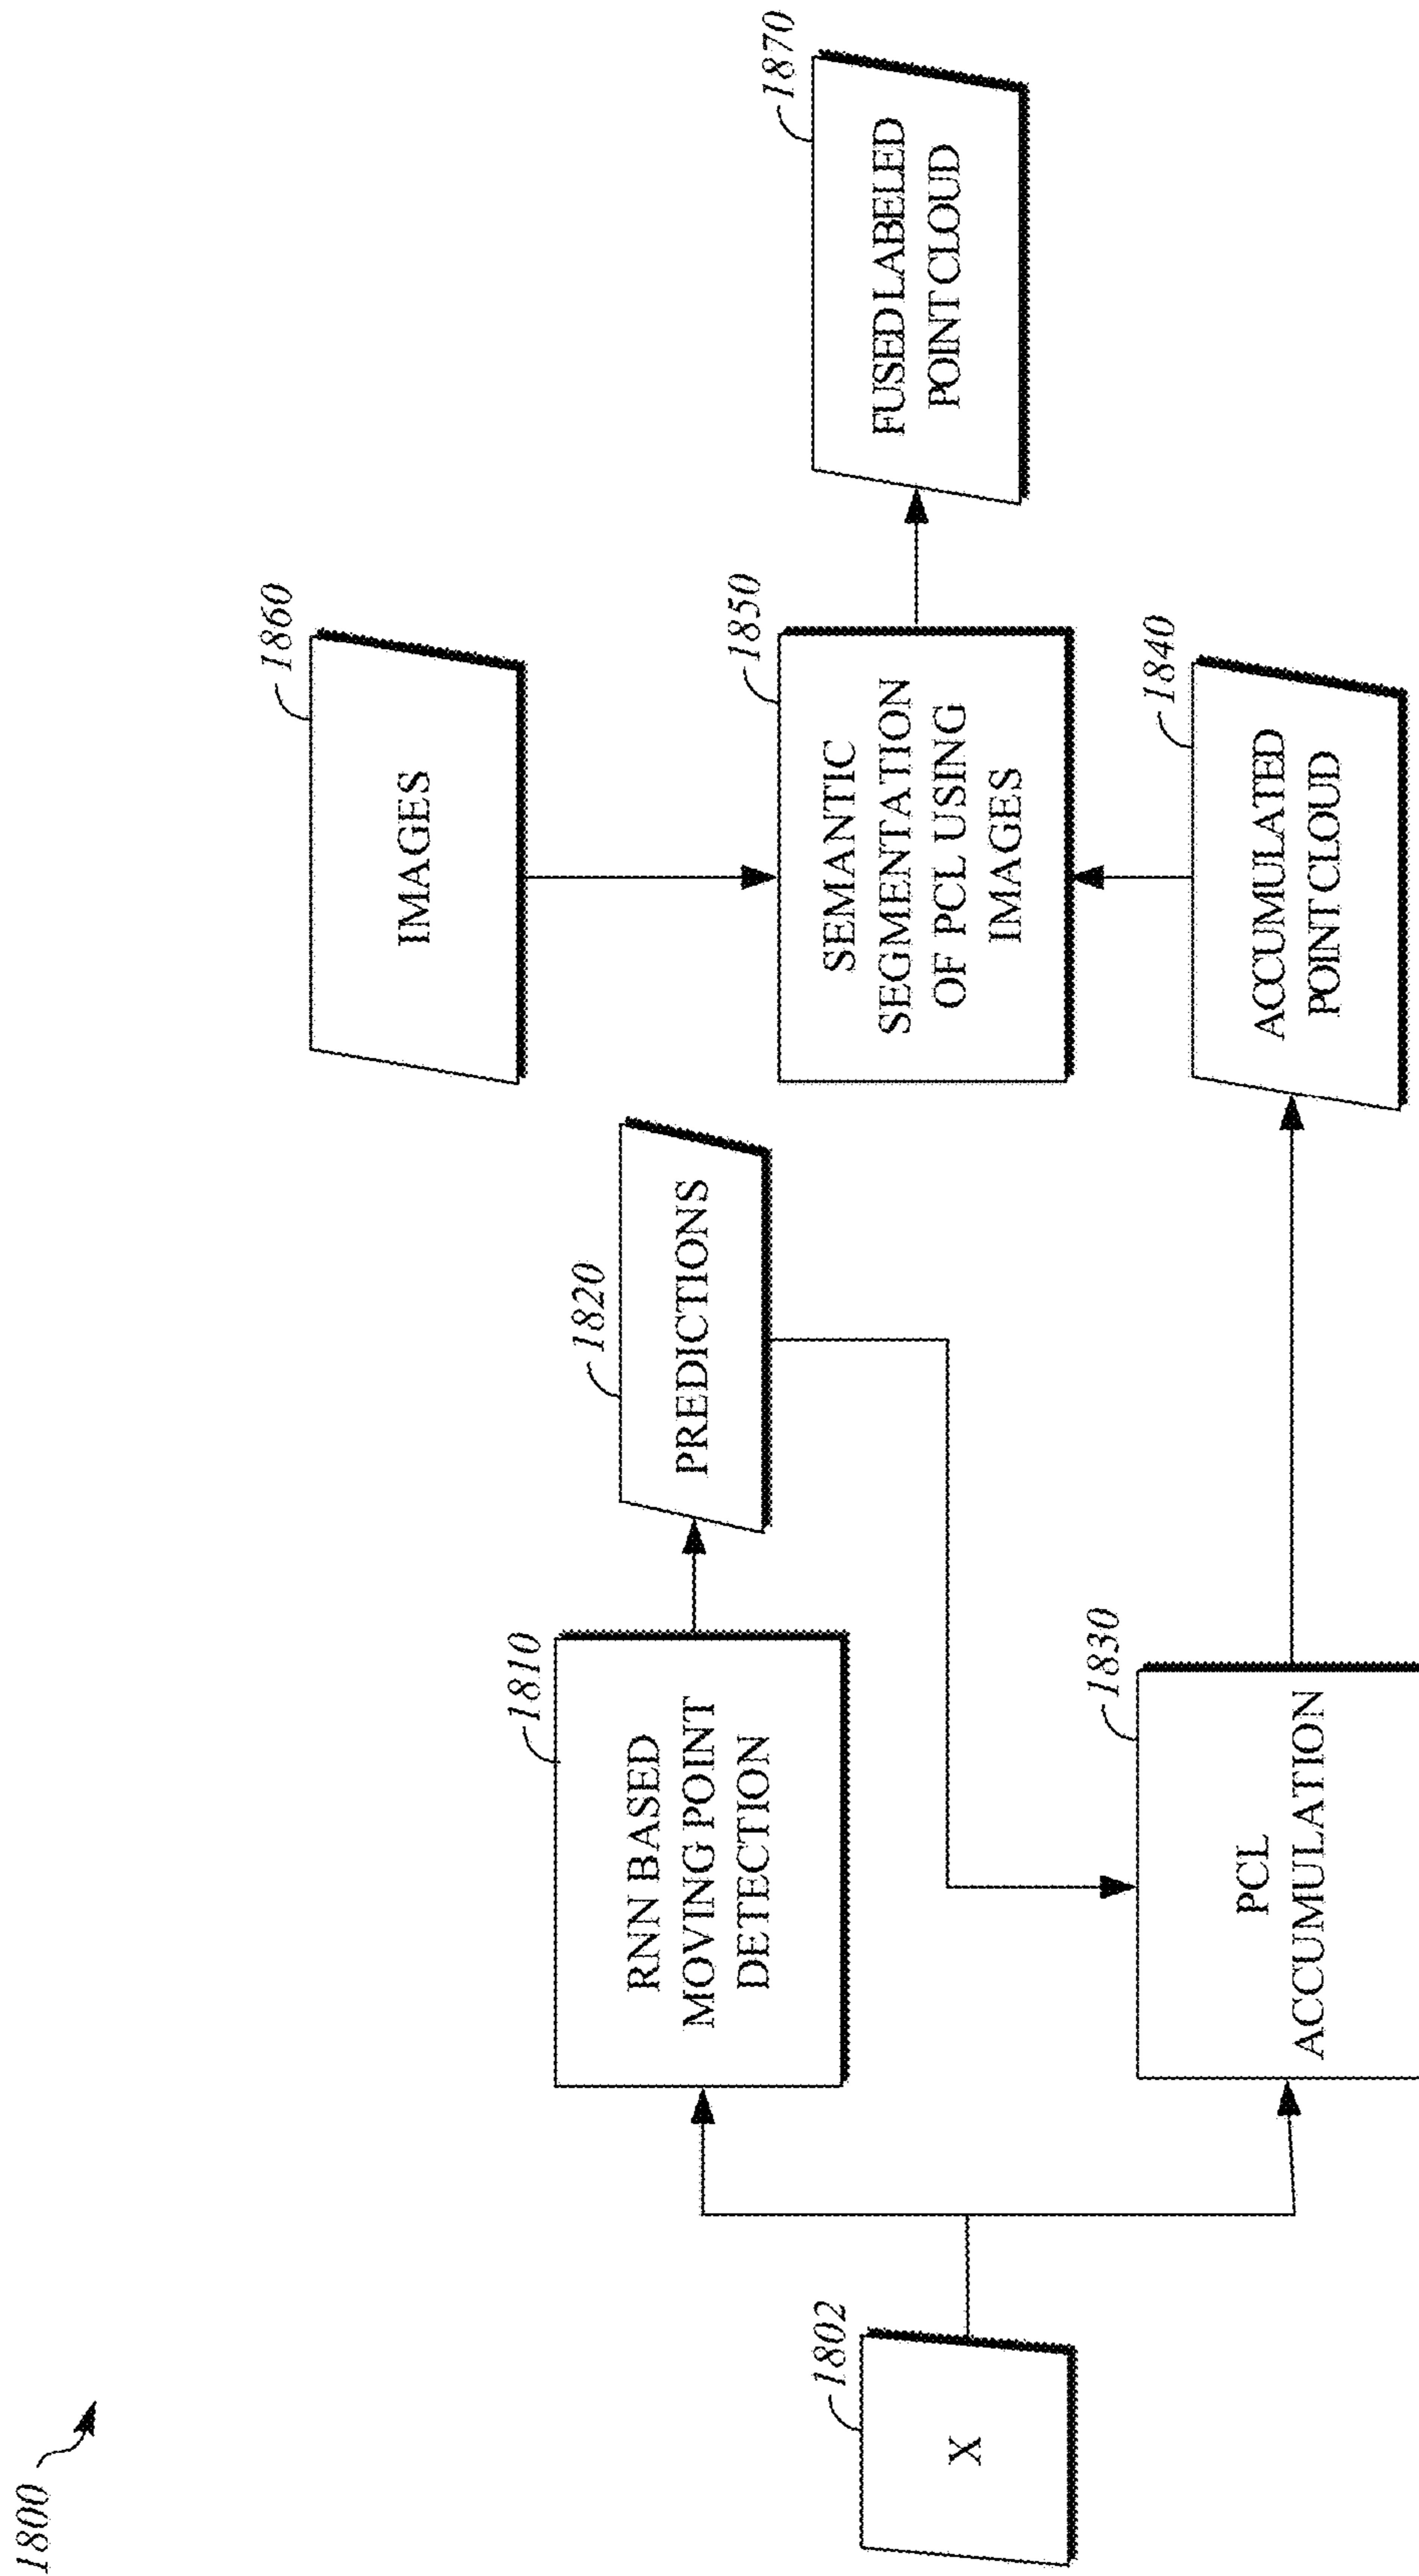 1800
1802
X
1810
RNN BASED
MOVING POINT
DETECTION
1820
PREDICTIONS
1830
PCL
ACCUMULATION
1860
IMAGES
1850
SEMANTIC
SEGMENTATION
OF PCL USING
IMAGES
1840
ACCUMULATED
POINT CLOUD
1870
FUSED LABELED
POINT CLOUD